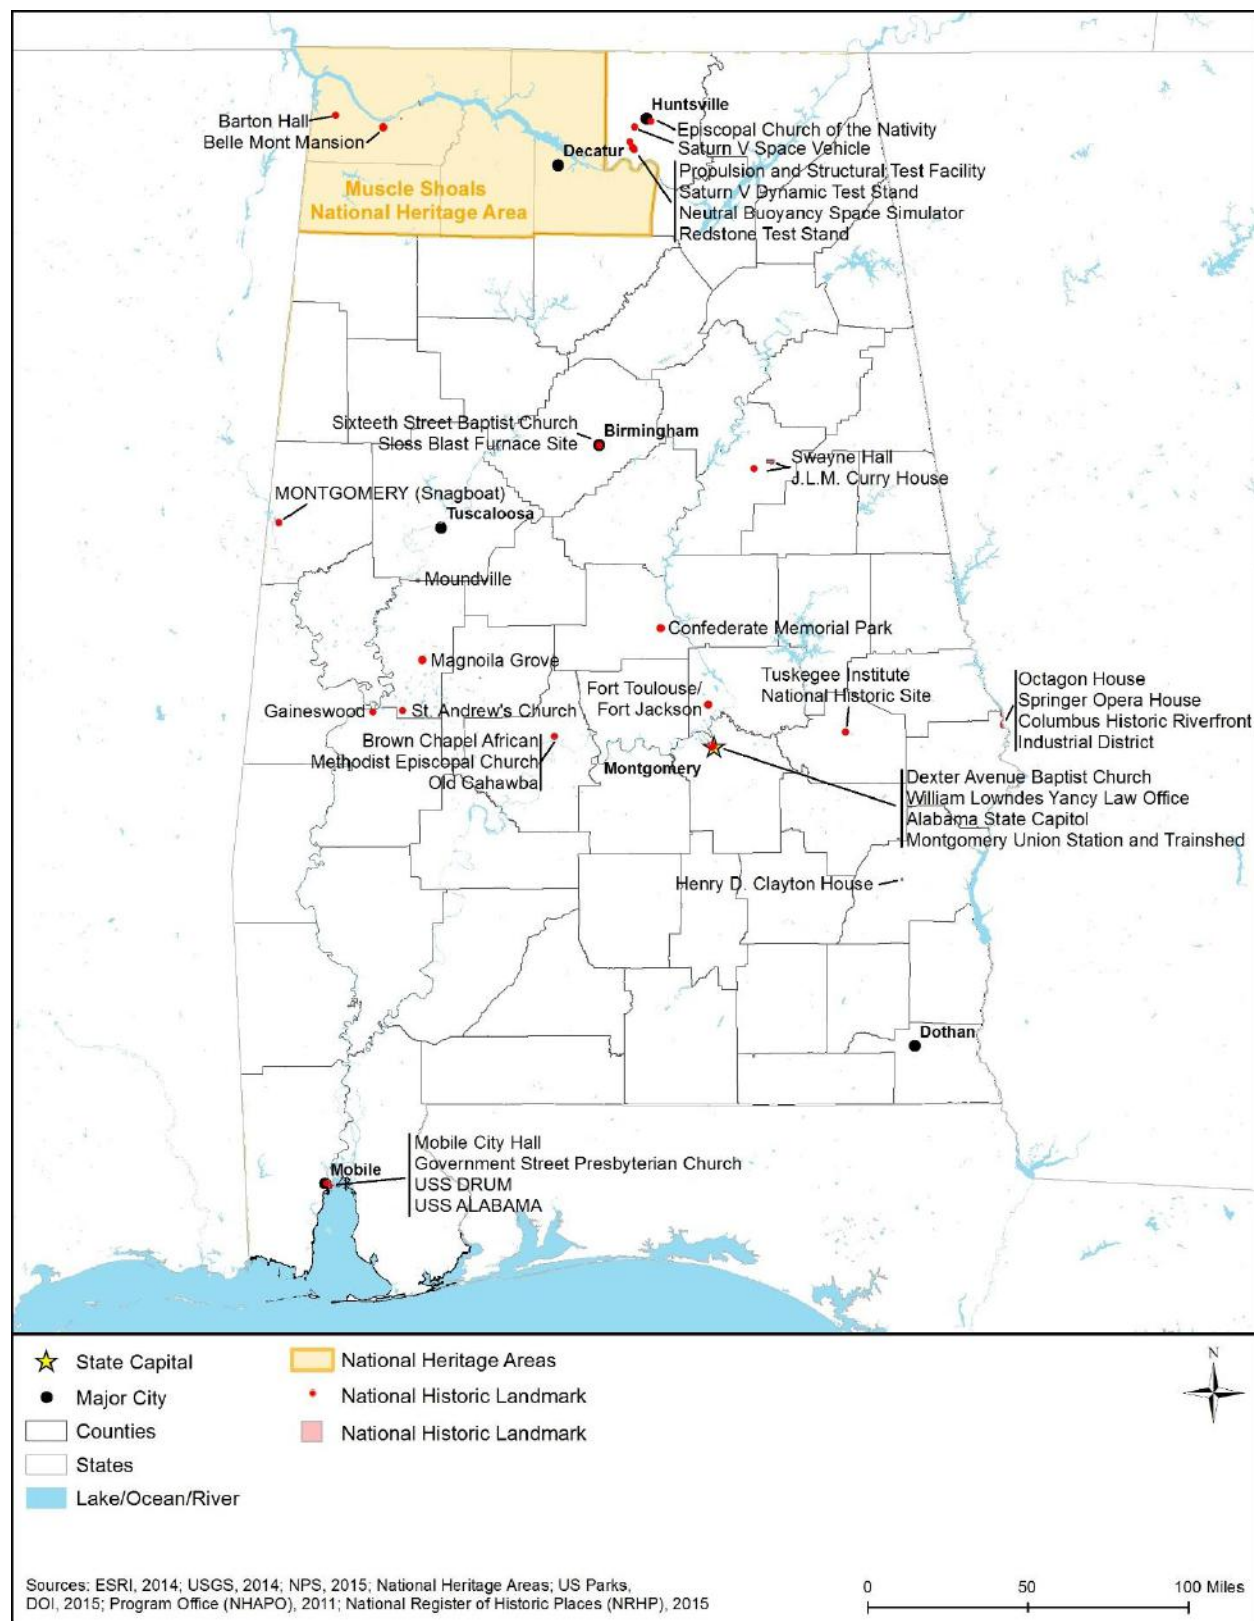 Huntsville
Barton Hall
Belle Mont Mansion
Episcopal Church of the Nativity
Saturn V Space Vehicle
Decatur
Propulsion and Structural Test Facility
Saturn V Dynamic Test Stand
Neutral Buoyancy Space Simulator
Redstone Test Stand
Muscle Shoals
National Heritage Area
Sixteeth Street Baptist Church
Sloss Blast Furnace Site
Birmingham
Swayne Hall
J.L.M. Curry House
MONTGOMERY (Snagboat)
Tuscaloosa
Moundville
Confederate Memorial Park
Magnoila Grove
Tuskegee Institute
National Historic Site
Octagon House
Springer Opera House
Columbus Historic Riverfront
Industrial District
Fort Toulouse/
Fort Jackson
Gaineswood
St. Andrew's Church
Brown Chapel African
Methodist Episcopal Church
Old Cahawba
Montgomery
Dexter Avenue Baptist Church
William Lowndes Yancy Law Office
Alabama State Capitol
Montgomery Union Station and Trainshed
Henry D. Clayton House
Dothan
Mobile
Mobile City Hall
Government Street Presbyterian Church
USS DRUM
USS ALABAMA
State Capital
Major City
Counties
States
Lake/Ocean/River
National Heritage Areas
National Historic Landmark
National Historic Landmark
N
Sources: ESRI, 2014; USGS, 2014; NPS, 2015; National Heritage Areas; US Parks,
DOI, 2015; Program Office (NHAPO), 2011; National Register of Historic Places (NRHP), 2015
0 50 100 Miles